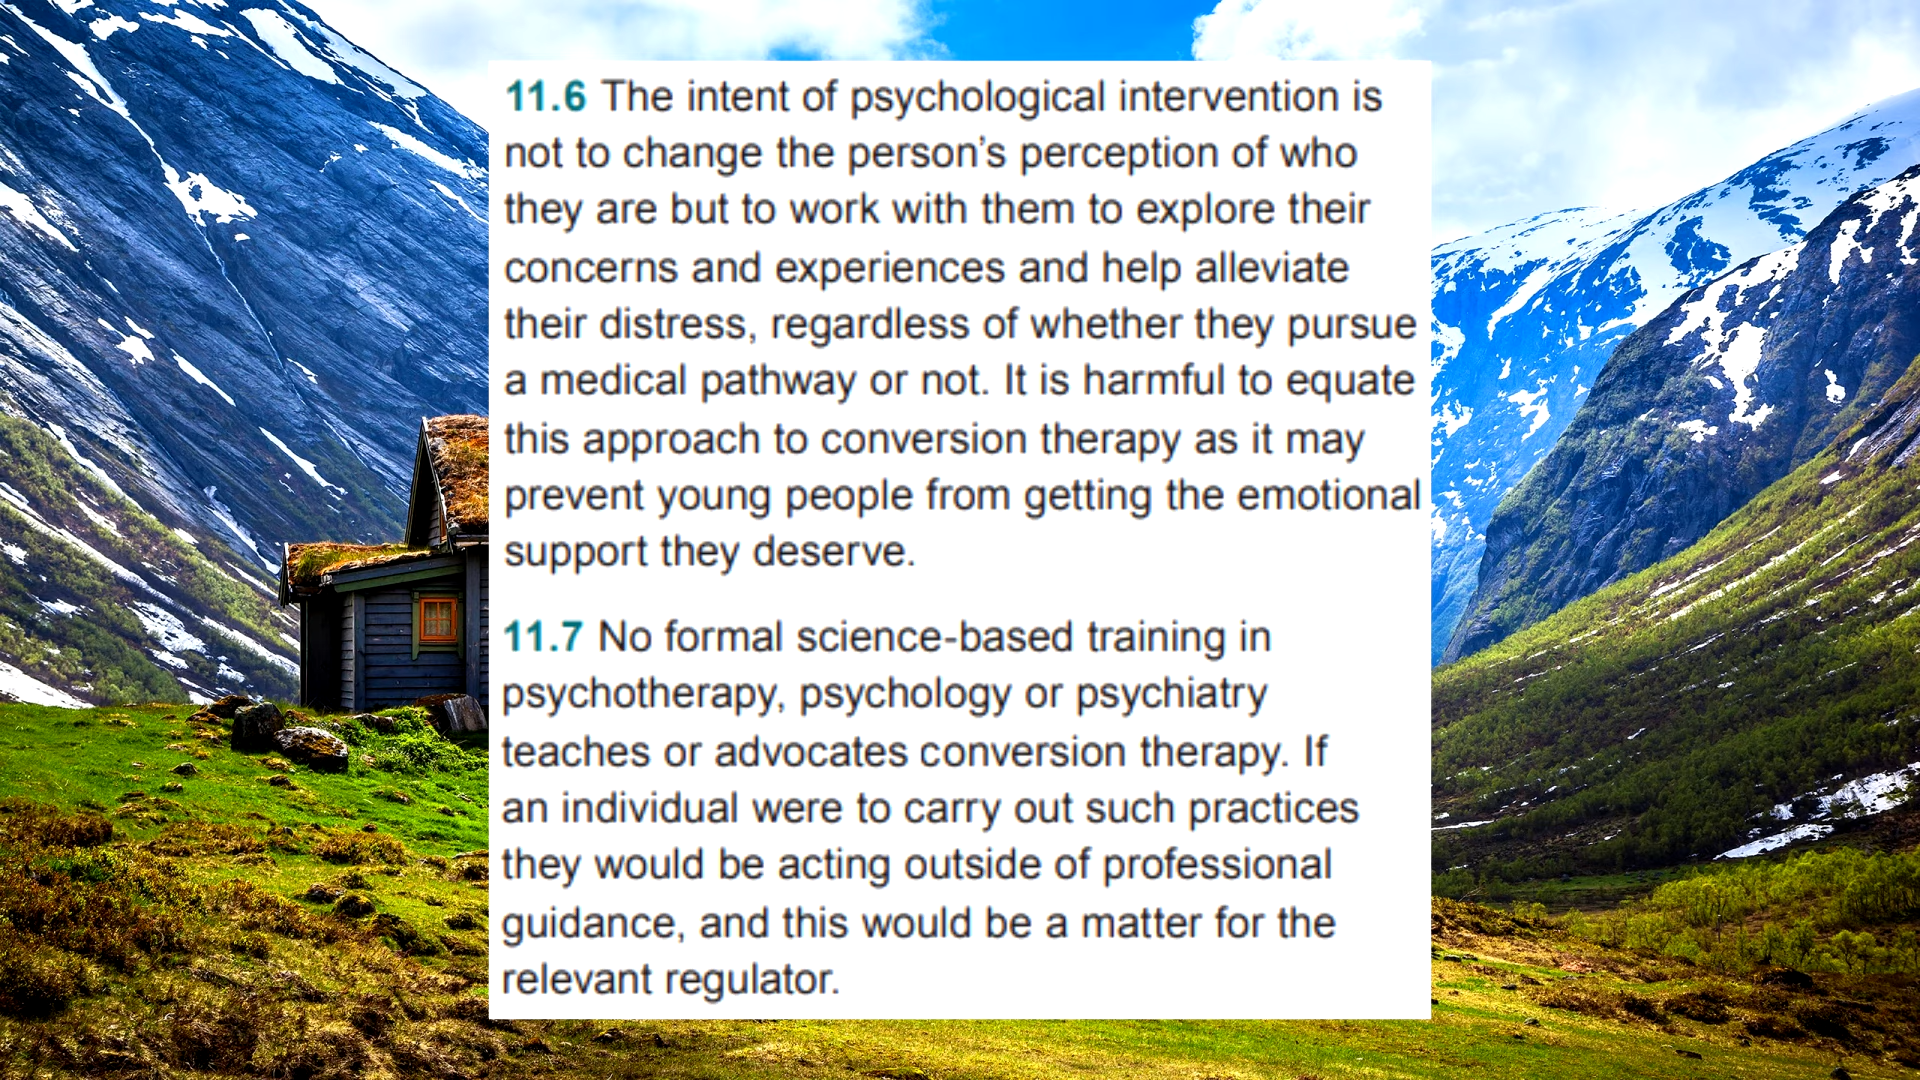 11.6 The intent of psychological intervention is
not to change the person’s perception of who
they are but to work with them to explore their
concerns and experiences and help alleviate
their distress, regardless of whether they pursue
a medical pathway or not. It is harmful to equate
this approach to conversion therapy as it may
prevent young people from getting the emotional
support they deserve.
11.7 No formal science-based training in
psychotherapy, psychology or psychiatry
teaches or advocates conversion therapy. If
an individual were to carry out such practices
they would be acting outside of professional
guidance, and this would be a matter for the
relevant regulator.